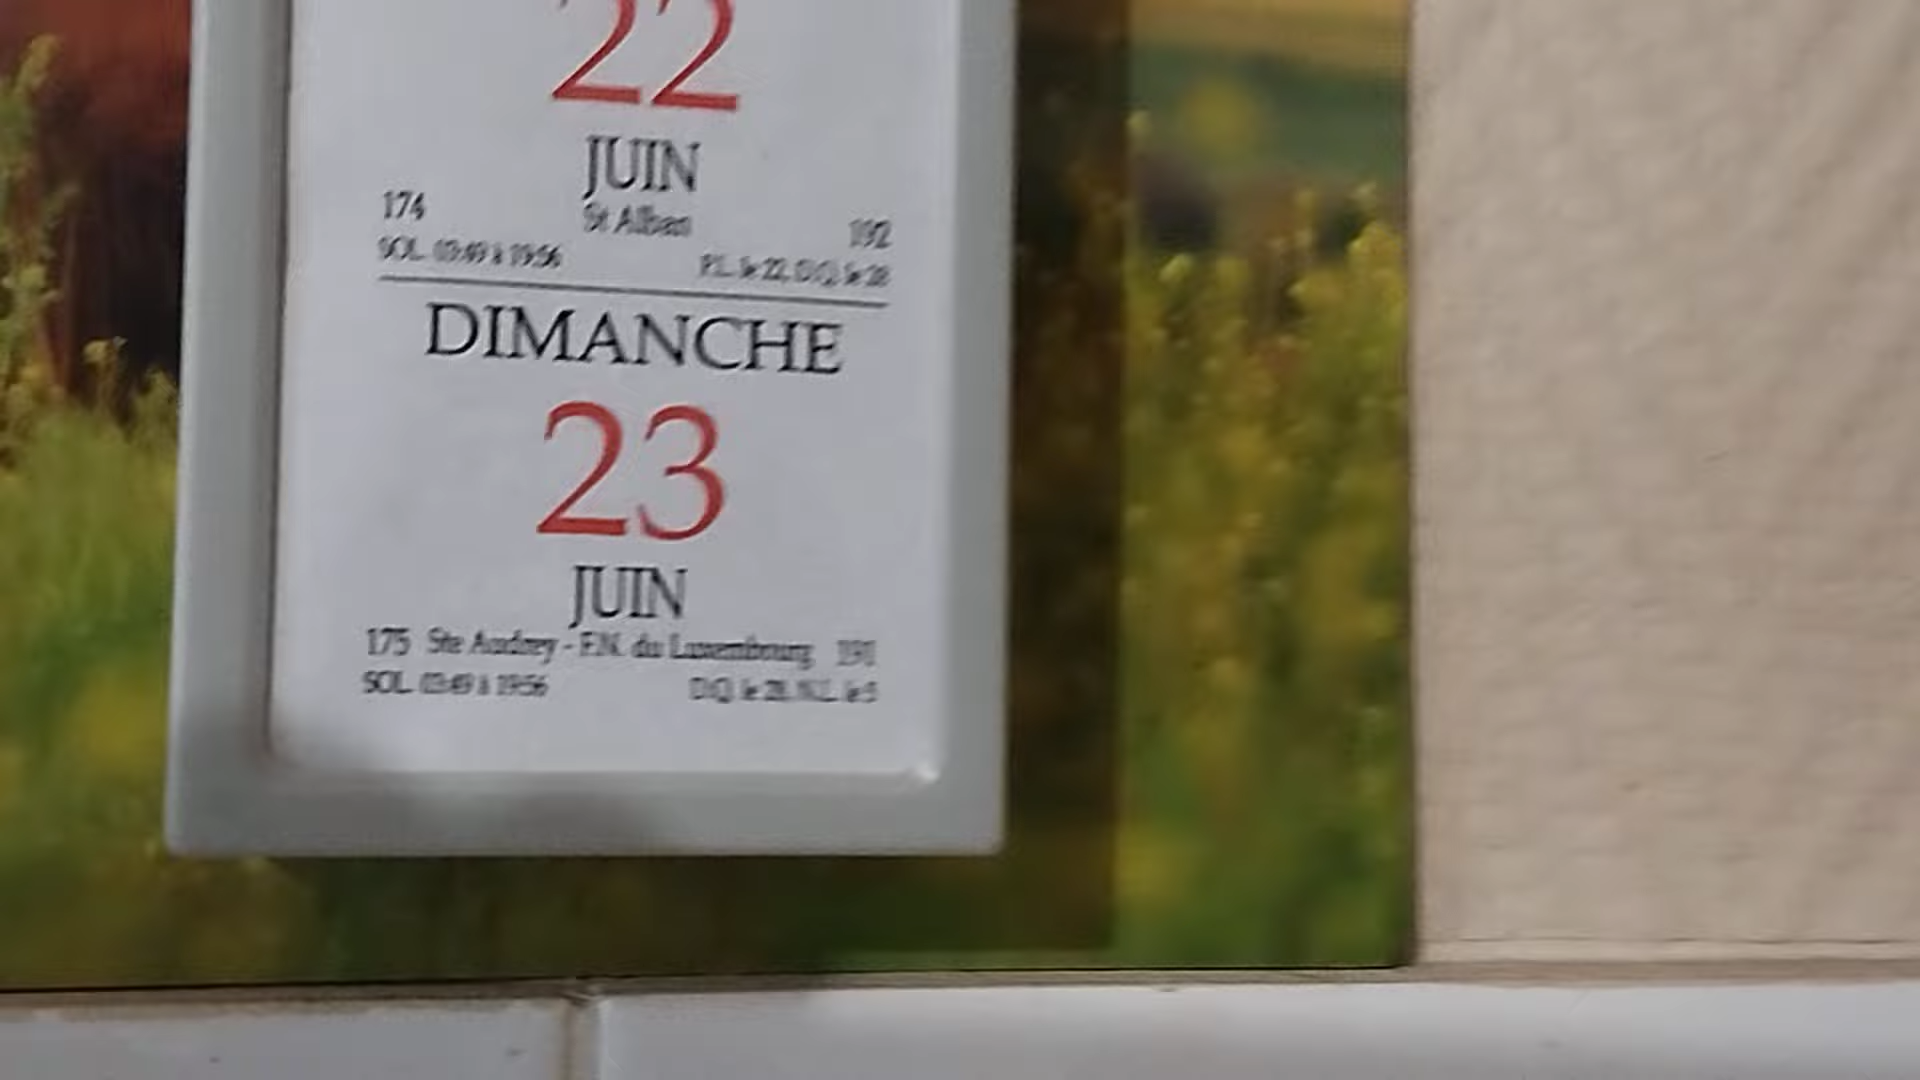 22
JUIN
174 St Alban 192
SOL. 03:49 à 19:56 P.L. le 22, D.Q. le 28
DIMANCHE
23
JUIN
175 Ste Audrey - F.N. du Luxembourg 191
SOL. 03:49 à 19:56 D.Q. le 28, N.L. le 5